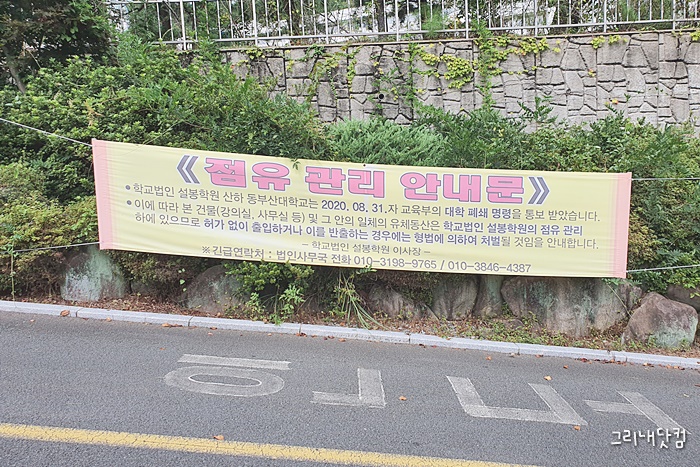 《점유 관리 안내문》
• 학교법인 설봉학원 산하 동부산대학교는 2020. 08. 31.자 교육부의 대학 폐쇄 명령을 통보 받았습니다.
• 이에 따라 본 건물(강의실, 사무실 등) 및 그 안의 일체의 유체동산은 학교법인 설봉학원의 점유 관리
하에 있으므로 허가 없이 출입하거나 이를 반출하는 경우에는 형법에 의하여 처벌될 것임을 안내합니다.
– 학교법인 설봉학원 이사장 –
※긴급연락처 : 법인사무국 전화 010-3198-9765 / 010-3846-4387
그리내닷컴